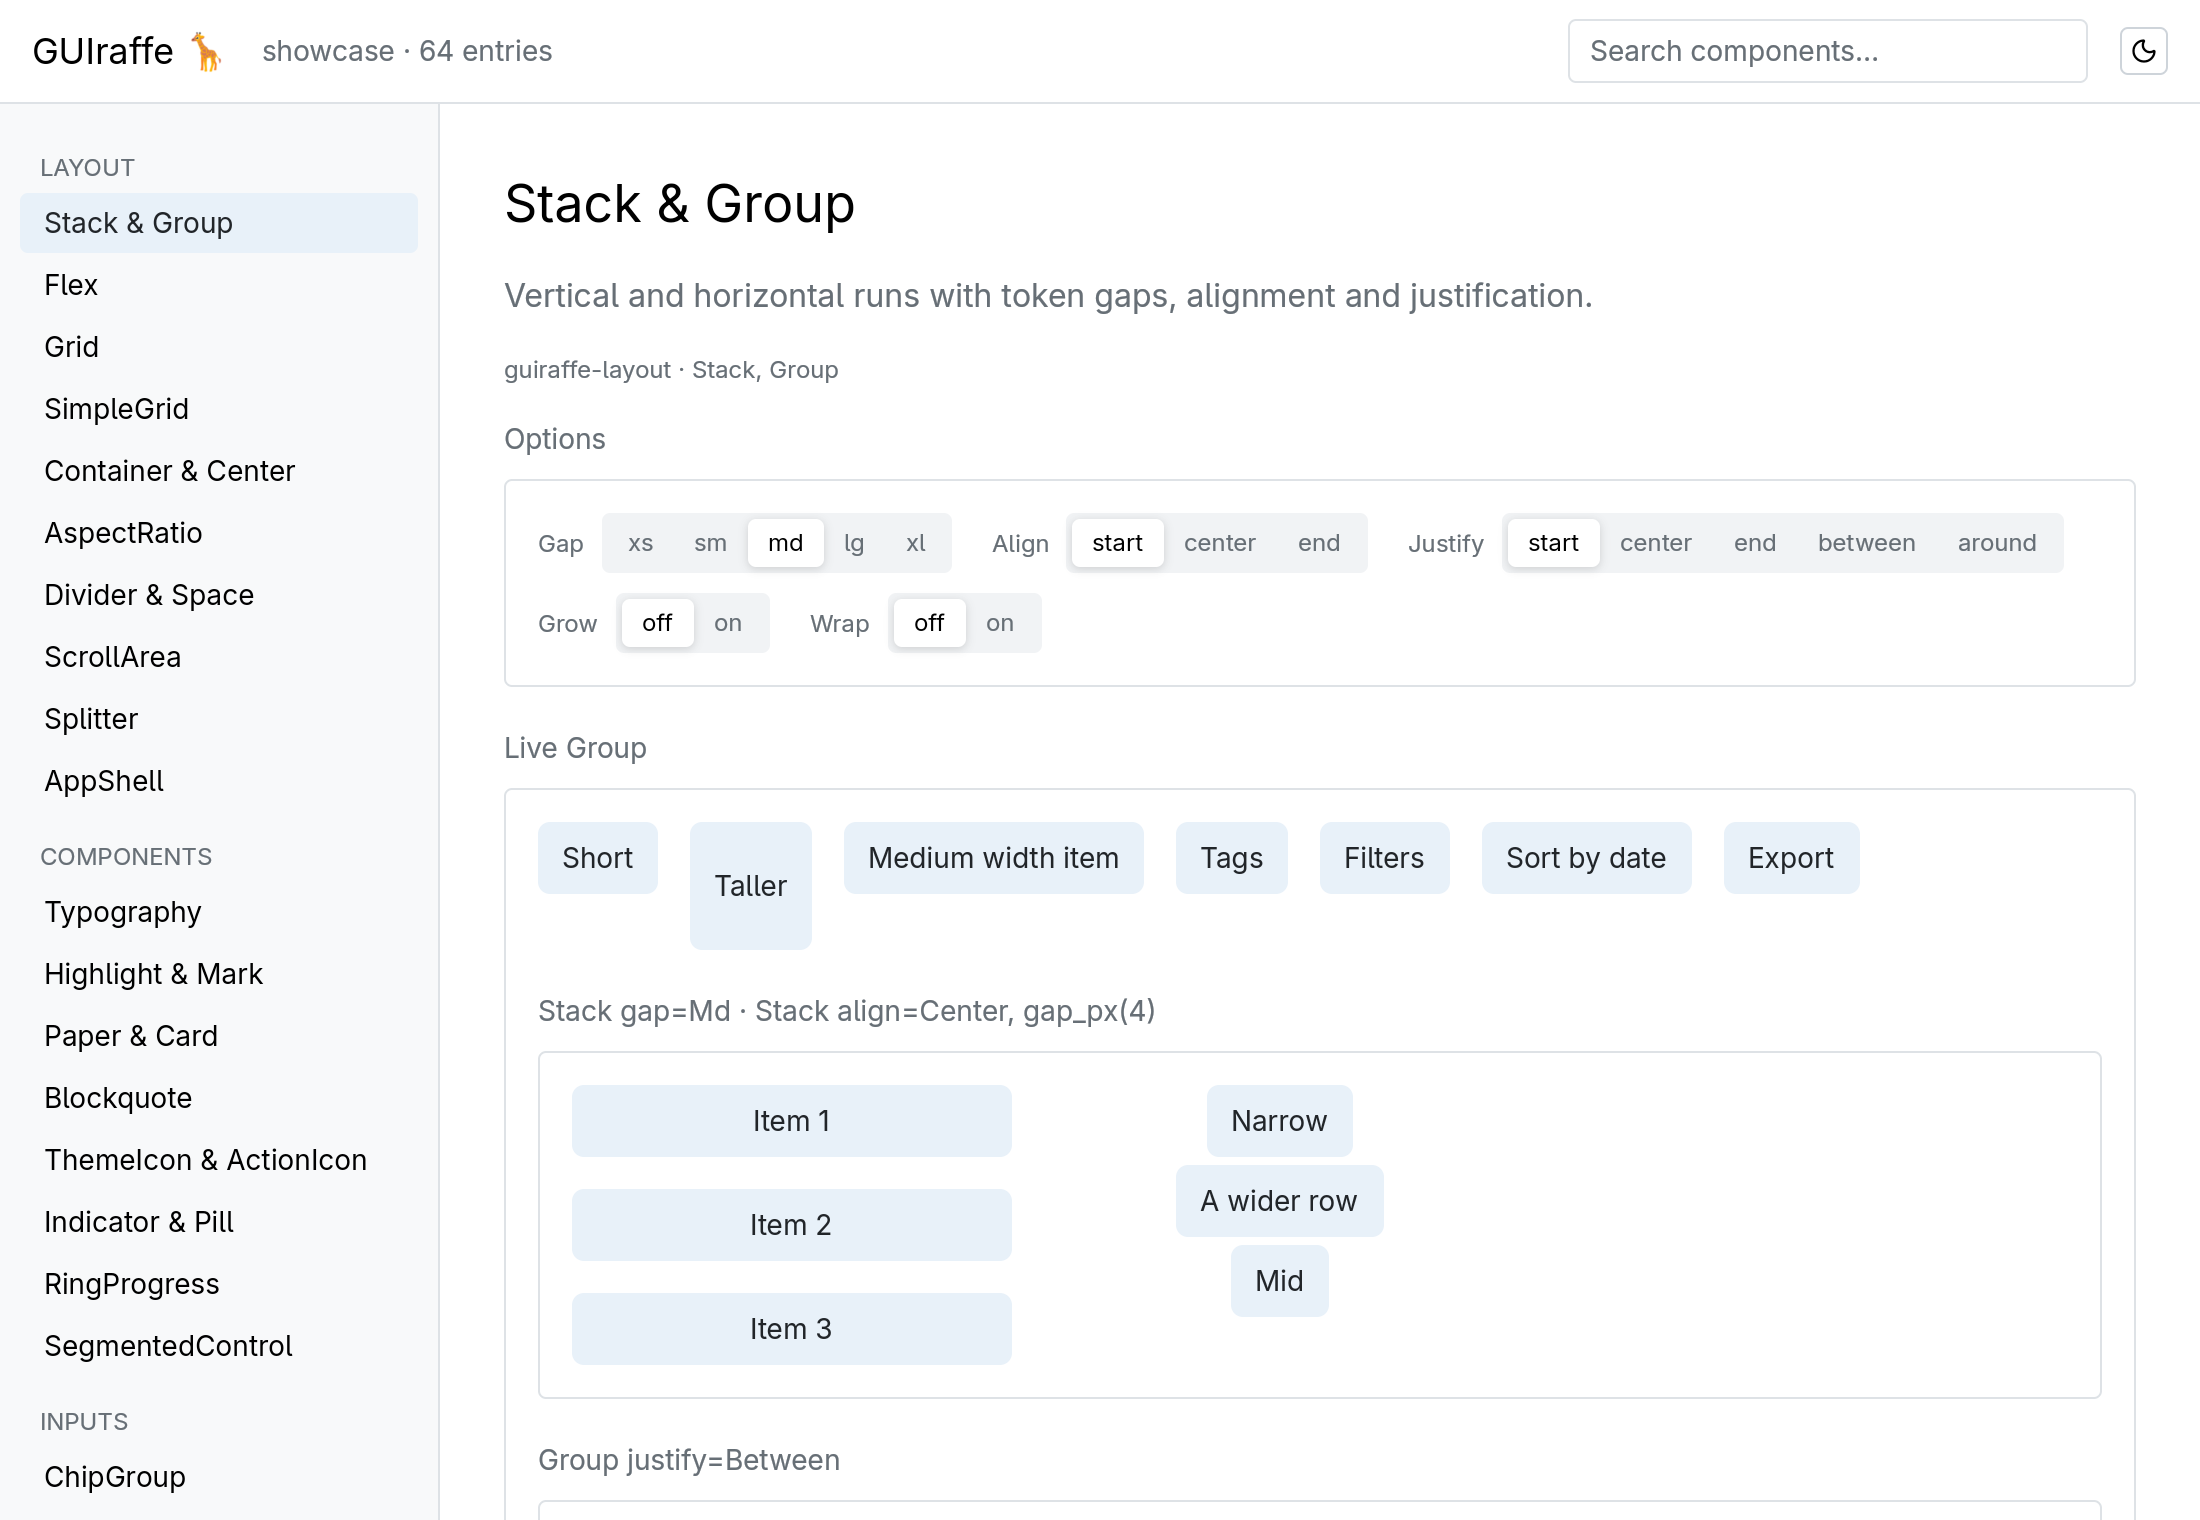 GUIraffe 🦒 showcase · 64 entries Search components...
LAYOUT
Stack & Group
Flex
Grid
SimpleGrid
Container & Center
AspectRatio
Divider & Space
ScrollArea
Splitter
AppShell
COMPONENTS
Typography
Highlight & Mark
Paper & Card
Blockquote
ThemeIcon & ActionIcon
Indicator & Pill
RingProgress
SegmentedControl
INPUTS
ChipGroup
Stack & Group
Vertical and horizontal runs with token gaps, alignment and justification.
guiraffe-layout · Stack, Group
Options
Gap xs sm md lg xl Align start center end Justify start center end between around
Grow off on Wrap off on
Live Group
Short Taller Medium width item Tags Filters Sort by date Export
Stack gap=Md · Stack align=Center, gap_px(4)
Item 1 Narrow
Item 2 A wider row
Item 3 Mid
Group justify=Between